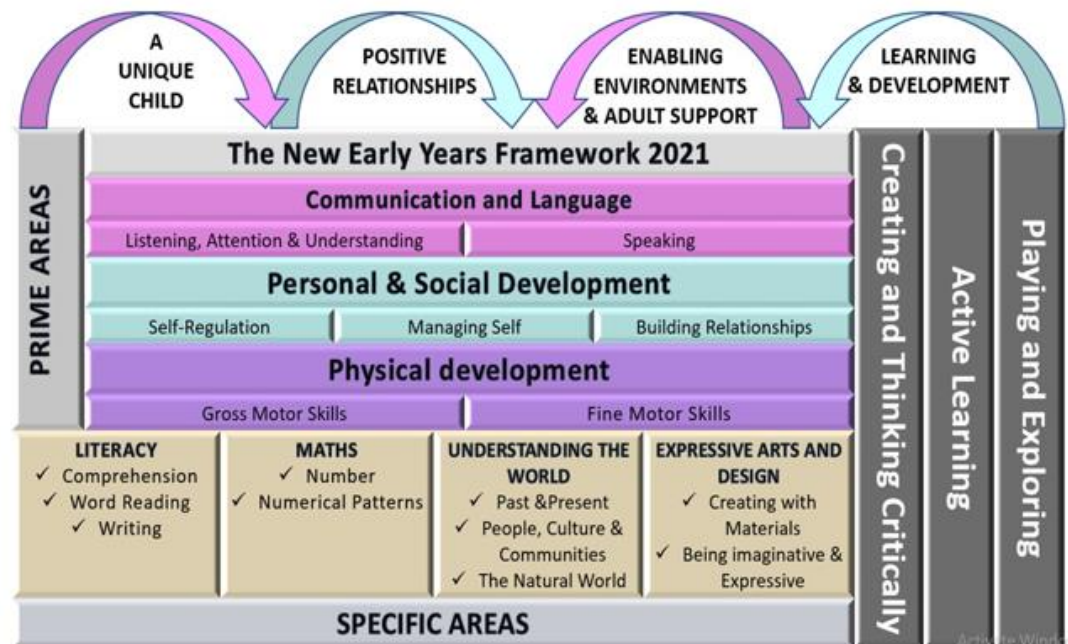 A
UNIQUE
CHILD
POSITIVE
RELATIONSHIPS
ENABLING
ENVIRONMENTS
& ADULT SUPPORT
LEARNING
& DEVELOPMENT
PRIME AREAS
The New Early Years Framework 2021
Communication and Language
Listening, Attention & Understanding
Speaking
Personal & Social Development
Self-Regulation
Managing Self
Building Relationships
Physical development
Gross Motor Skills
Fine Motor Skills
LITERACY
✓ Comprehension
✓ Word Reading
✓ Writing
MATHS
✓ Number
✓ Numerical Patterns
UNDERSTANDING THE
WORLD
✓ Past &Present
✓ People, Culture &
Communities
✓ The Natural World
EXPRESSIVE ARTS AND
DESIGN
✓ Creating with
Materials
✓ Being imaginative &
Expressive
SPECIFIC AREAS
Creating and Thinking Critically
Active Learning
Playing and Exploring